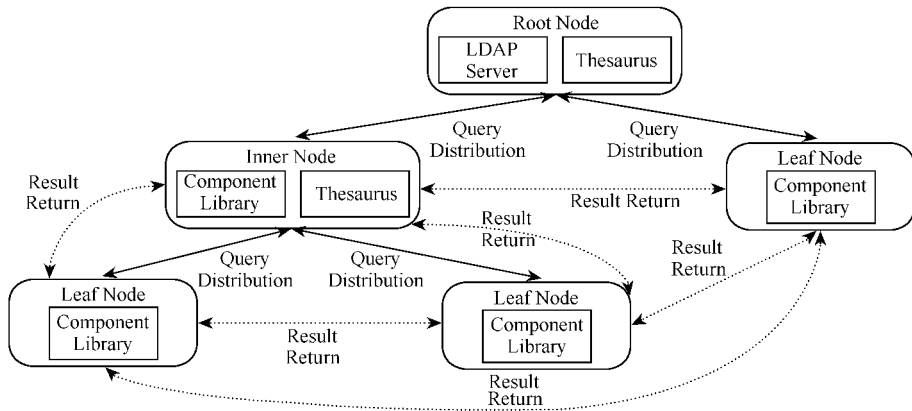 Root Node
LDAP
Server
Thesaurus
Query
Distribution
Query
Distribution
Inner Node
Component
Library
Thesaurus
Leaf Node
Component
Library
Result
Return
Result Return
Result
Return
Result
Return
Query
Distribution
Query
Distribution
Leaf Node
Component
Library
Leaf Node
Component
Library
Result
Return
Result
Return